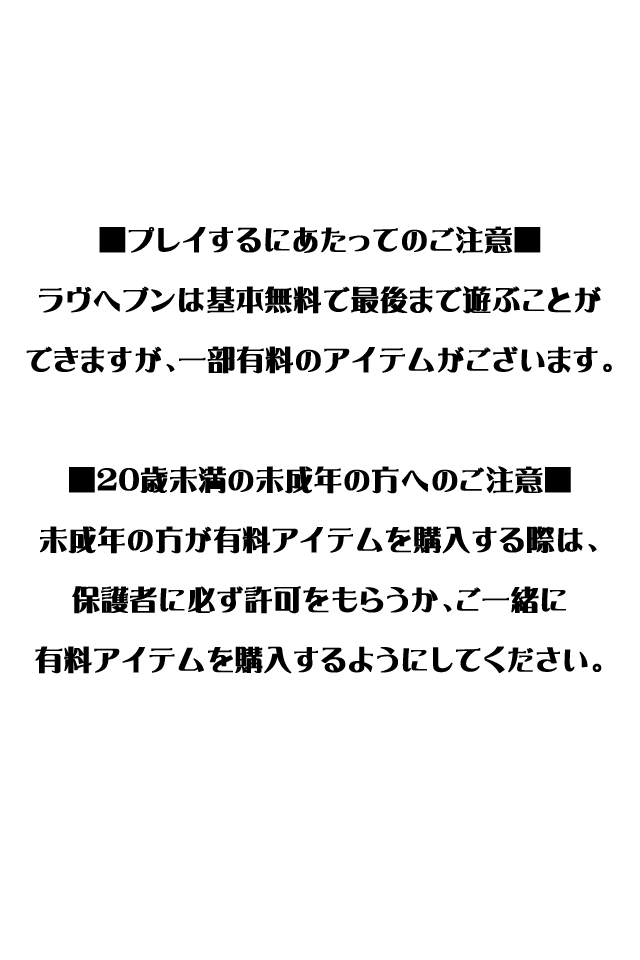 ■プレイするにあたってのご注意■
ラヴヘブンは基本無料で最後まで遊ぶことが
できますが、一部有料のアイテムがございます。
■20歳未満の未成年の方へのご注意■
未成年の方が有料アイテムを購入する際は、
保護者に必ず許可をもらうか、ご一緒に
有料アイテムを購入するようにしてください。